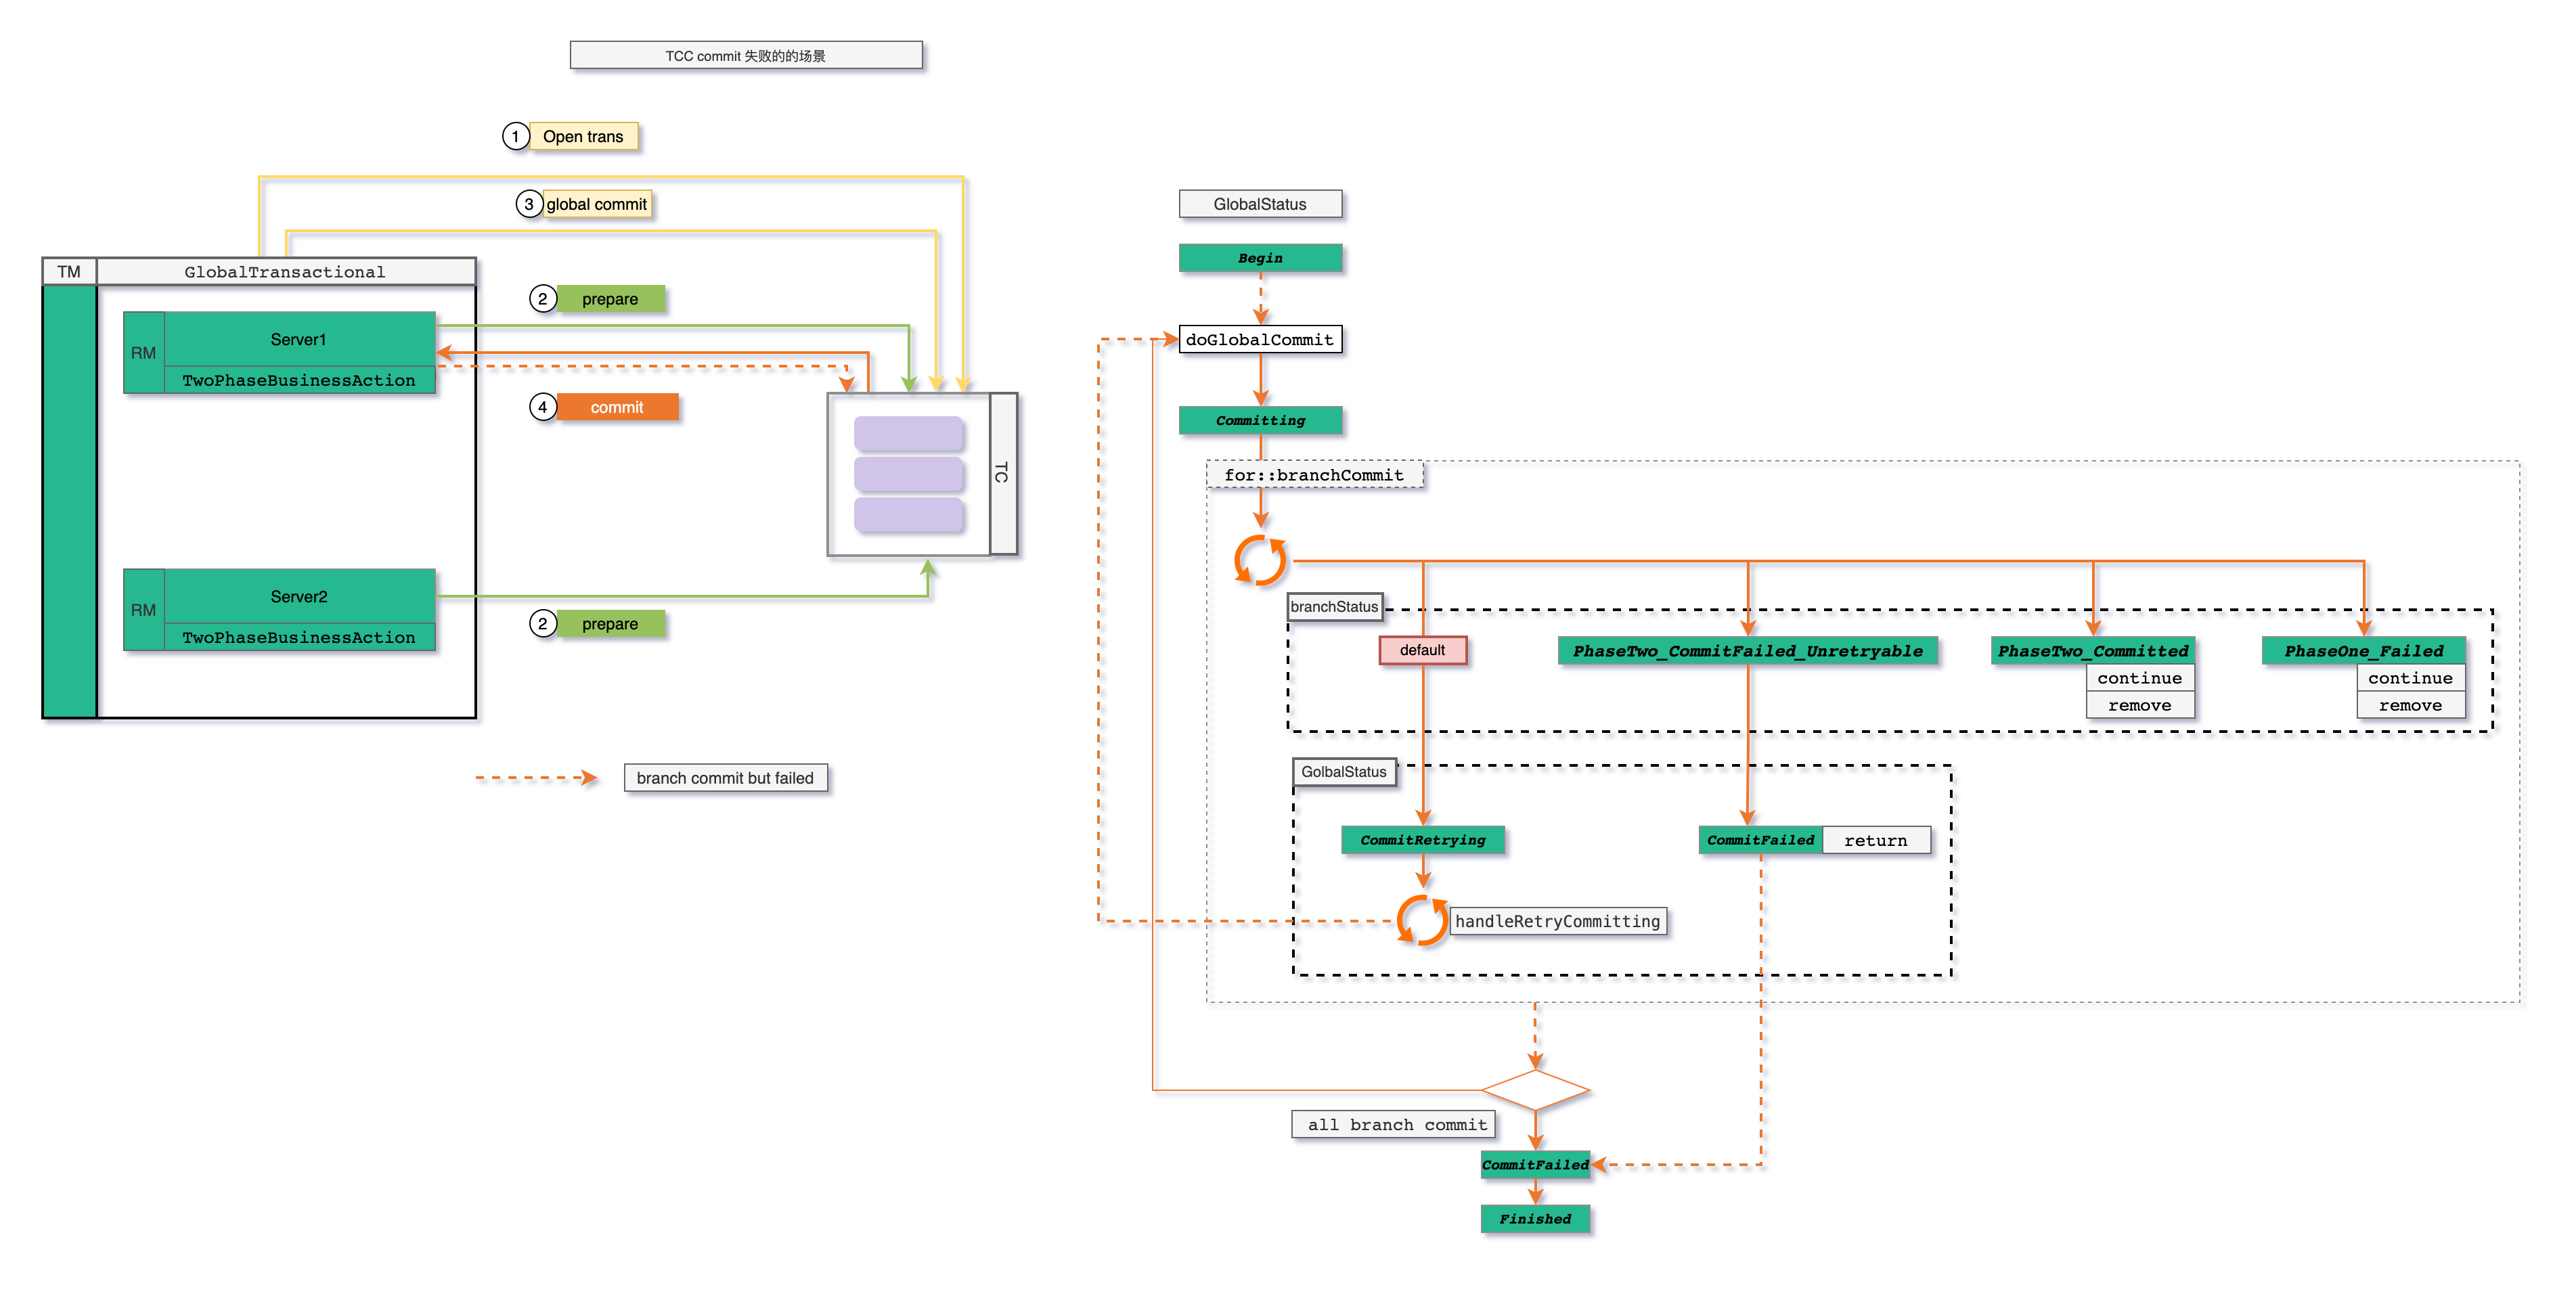 TCC commit 失败的的场景
1
Open trans
3
global commit
TM
GlobalTransactional
2
prepare
RM
Server1
TwoPhaseBusinessAction
4
commit
TC
RM
Server2
TwoPhaseBusinessAction
2
prepare
branch commit but failed
GlobalStatus
Begin
doGlobalCommit
Committing
for::branchCommit
branchStatus
default
PhaseTwo_CommitFailed_Unretryable
PhaseTwo_Committed
continue
remove
PhaseOne_Failed
continue
remove
GolbalStatus
CommitRetrying
CommitFailed
return
handleRetryCommitting
all branch commit
CommitFailed
Finished